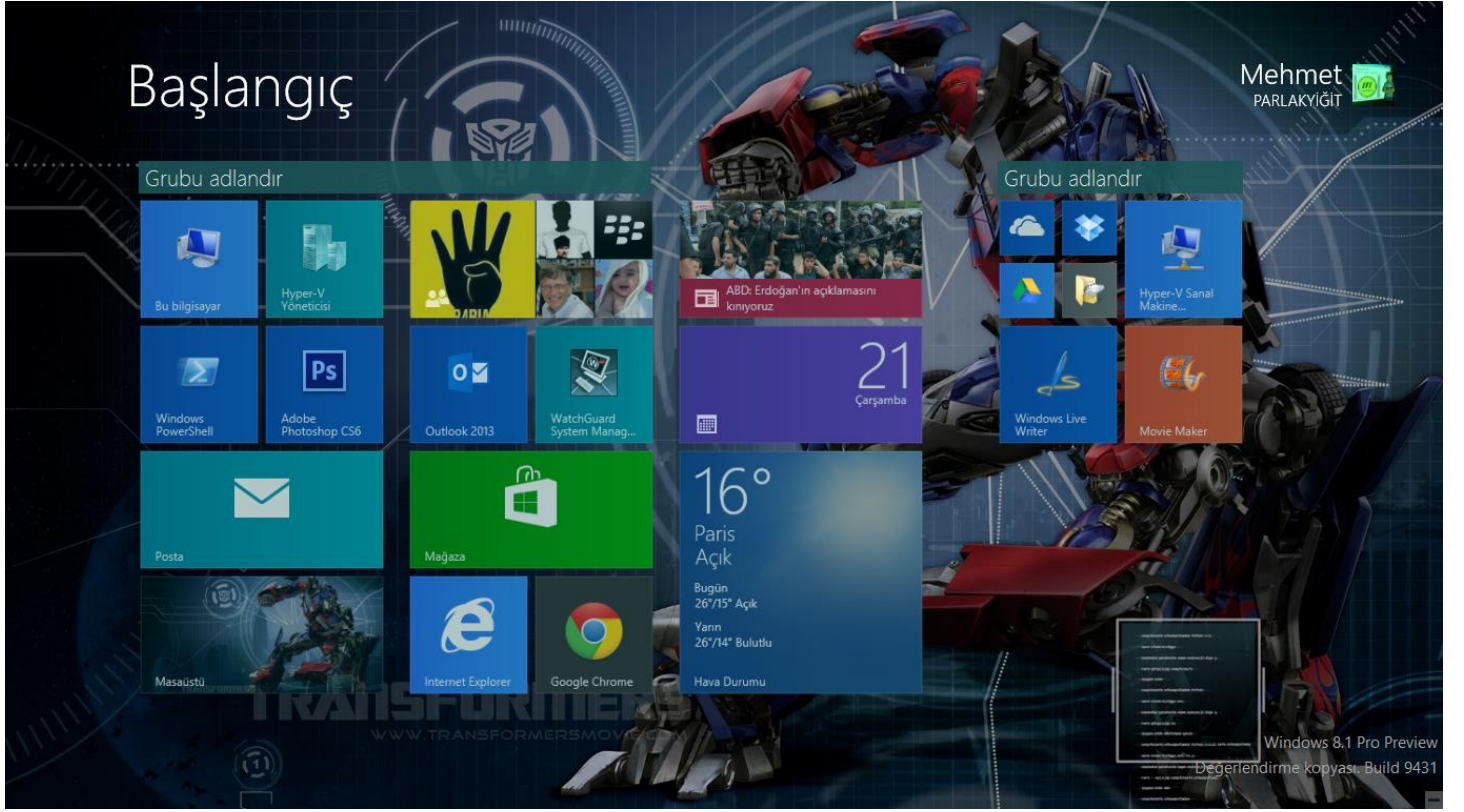 Başlangıç
Mehmet
PARLAKYİĞİT
Grubu adlandır
Grubu adlandır
Bu bilgisayar
Hyper-V
Yöneticisi
RABIA
ABD: Erdoğan'ın açıklamasını
kınıyoruz
Hyper-V Sanal
Makine...
Windows
PowerShell
Ps
Adobe
Photoshop CS6
Outlook 2013
WatchGuard
System Manag...
21
Çarşamba
Windows Live
Writer
Movie Maker
Posta
Mağaza
16°
Paris
Açık
Bugün
26°/15° Açık
Yarın
26°/14° Bulutlu
Hava Durumu
Masaüstü
Internet Explorer
Google Chrome
TRANSFORMERS
WWW.TRANSFORMERSMOVIE.COM
Windows 8.1 Pro Preview
Değerlendirme kopyası. Build 9431